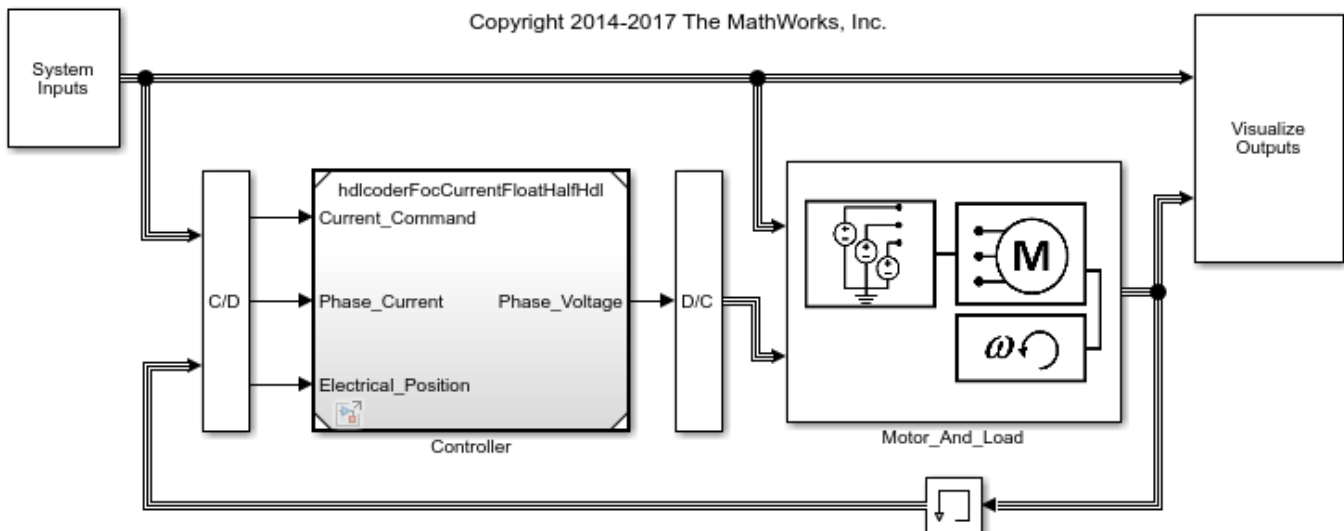 Copyright 2014-2017 The MathWorks, Inc.
System
Inputs
Visualize
Outputs
C/D
hdlcoderFocCurrentFloatHalfHdl
Current_Command
Phase_Current
Phase_Voltage
Electrical_Position
Controller
D/C
M
ω
Motor_And_Load